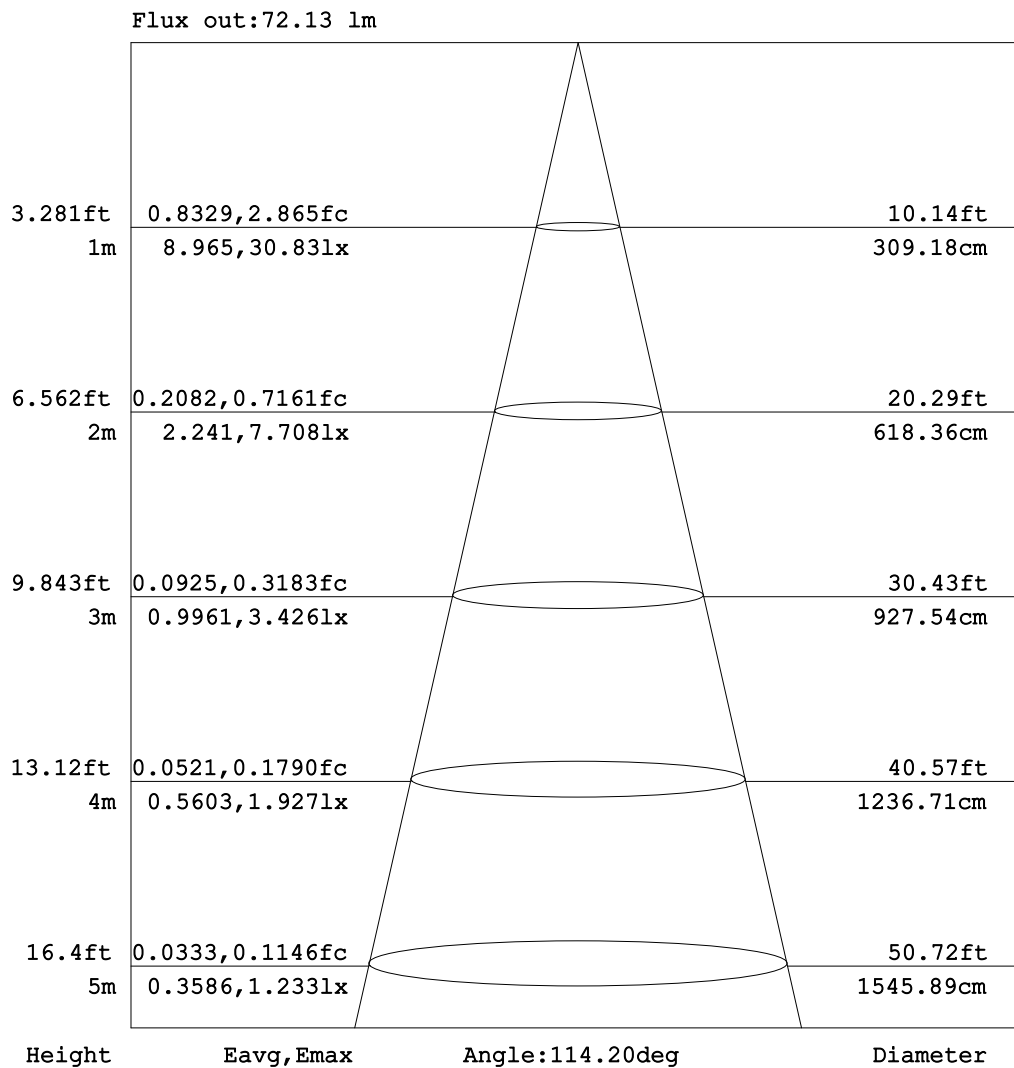 Flux out:72.13 lm
3.281ft 0.8329,2.865fc 10.14ft
1m 8.965,30.83lx 309.18cm
6.562ft 0.2082,0.7161fc 20.29ft
2m 2.241,7.708lx 618.36cm
9.843ft 0.0925,0.3183fc 30.43ft
3m 0.9961,3.426lx 927.54cm
13.12ft 0.0521,0.1790fc 40.57ft
4m 0.5603,1.927lx 1236.71cm
16.4ft 0.0333,0.1146fc 50.72ft
5m 0.3586,1.233lx 1545.89cm
Height Eavg,Emax Angle:114.20deg Diameter